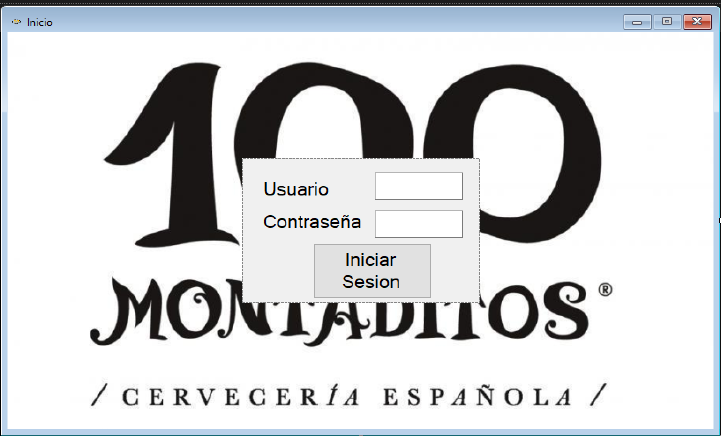 Inicio
100
Usuario
Contraseña
Iniciar
Sesion
MONTADITOS®
/ CERVECERÍA ESPAÑOLA /